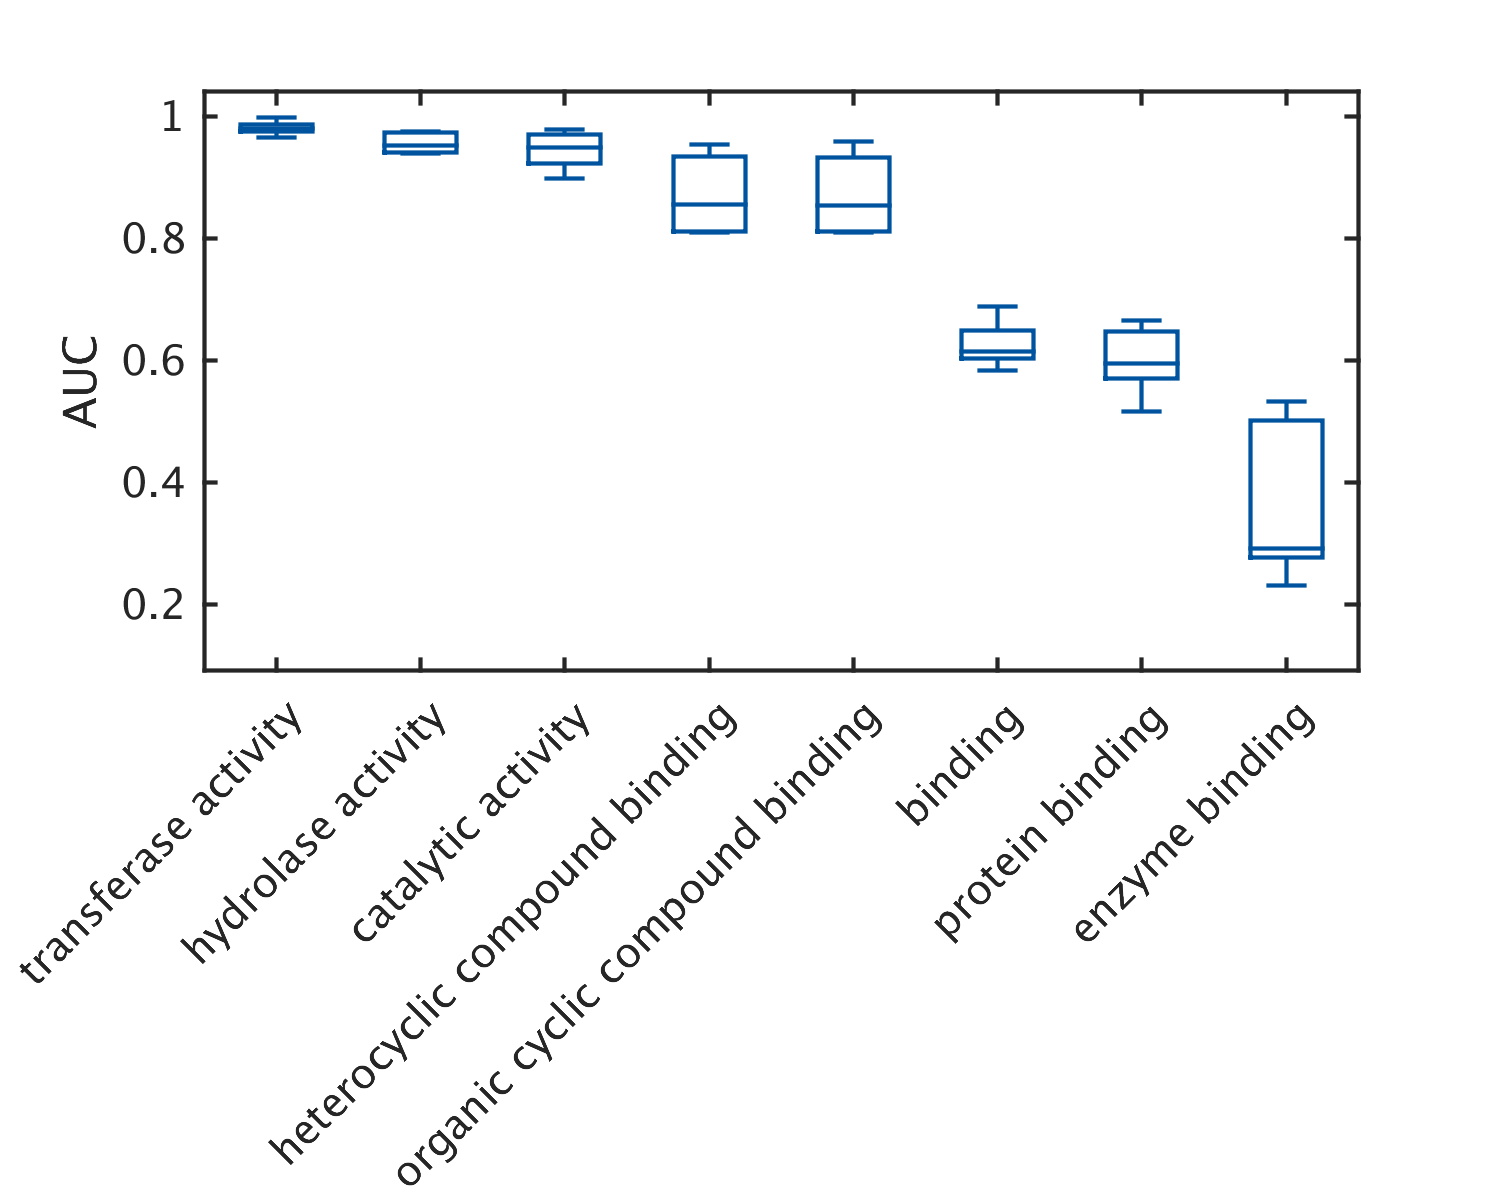 1
0.8
0.6
0.4
0.2
AUC
transferase activity
hydrolase activity
catalytic activity
heterocyclic compound binding
organic cyclic compound binding
binding
protein binding
enzyme binding